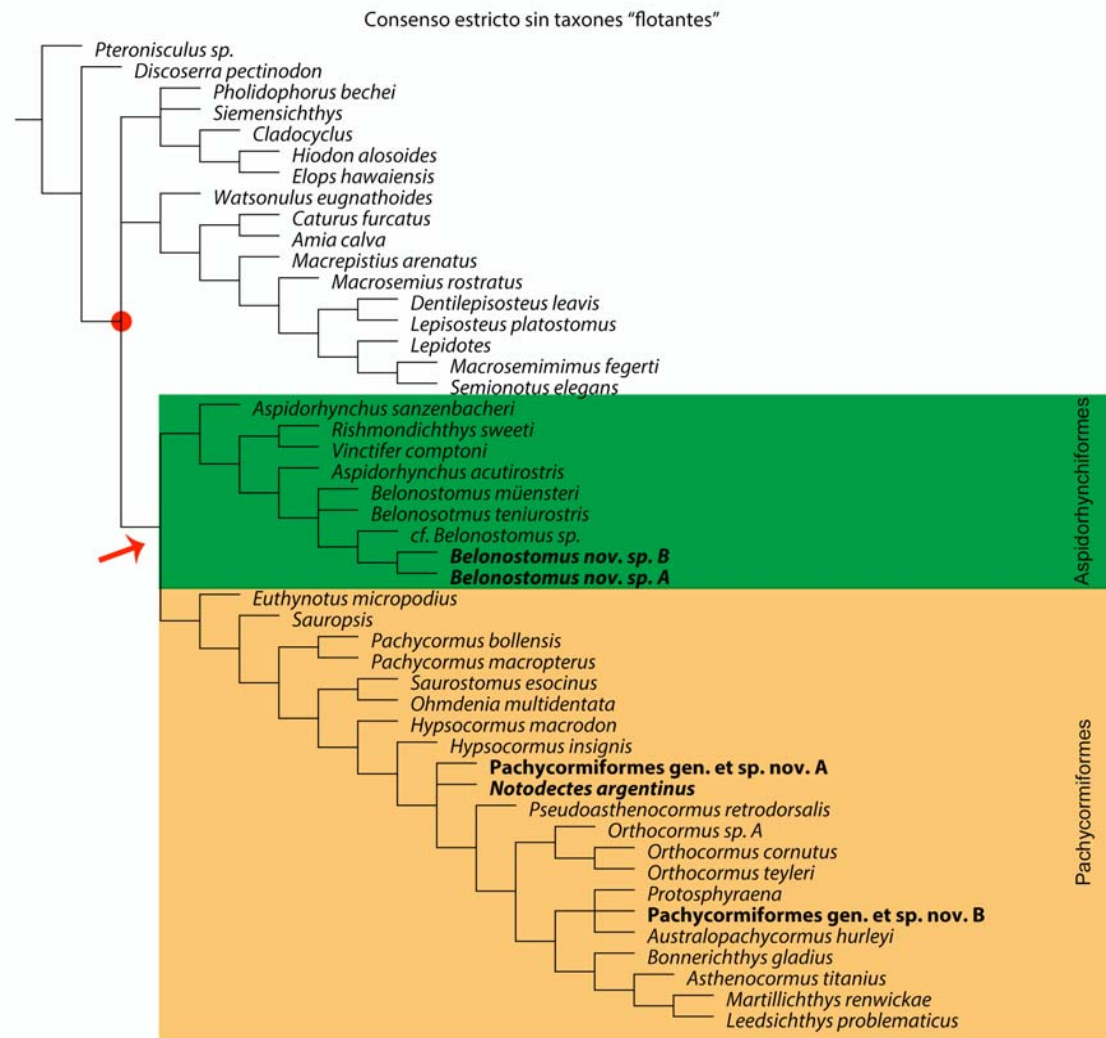 Consenso estricto sin taxones “flotantes”
Pteronisculus sp.
Discoserra pectinodon
Pholidophorus bechei
Siemensichthys
Cladocyclus
Hiodon alosoides
Elops hawaiensis
Watsonulus eugnathoides
Caturus furcatus
Amia calva
Macrepistius arenatus
Macrosemius rostratus
Dentilepisosteus leavis
Lepisosteus platostomus
Lepidotes
Macrosemimimus fegerti
Semionotus elegans
Aspidorhynchus sanzenbacheri
Rishmondichthys sweeti
Vinctifer comptoni
Aspidorhynchus acutirostris
Belonostomus müensteri
Belonosotmus teniurostris
cf. Belonostomus sp.
Belonostomus nov. sp. B
Belonostomus nov. sp. A
Aspidorhynchiformes
Euthynotus micropodius
Sauropsis
Pachycormus bollensis
Pachycormus macropterus
Saurostomus esocinus
Ohmdenia multidentata
Hypsocormus macrodon
Hypsocormus insignis
Pachycormiformes gen. et sp. nov. A
Notodectes argentinus
Pseudoasthenocormus retrodorsalis
Orthocormus sp. A
Orthocormus cornutus
Orthocormus teyleri
Protosphyraena
Pachycormiformes gen. et sp. nov. B
Australopachycormus hurleyi
Bonnerichthys gladius
Asthenocormus titanius
Martillichthys renwickae
Leedsichthys problematicus
Pachycormiformes